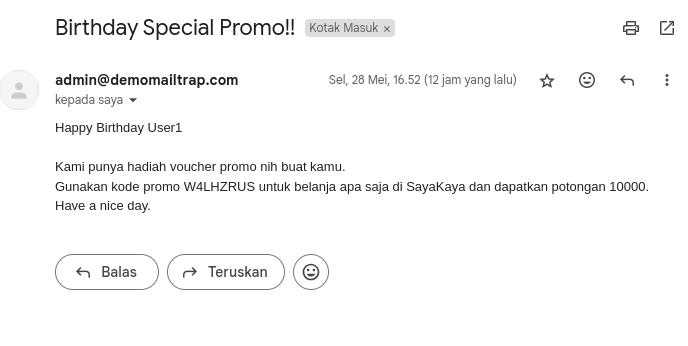 Birthday Special Promo!! Kotak Masuk ×
admin@demomailtrap.com Sel, 28 Mei, 16.52 (12 jam yang lalu)
kepada saya
Happy Birthday User1
Kami punya hadiah voucher promo nih buat kamu.
Gunakan kode promo W4LHZRUS untuk belanja apa saja di SayaKaya dan dapatkan potongan 10000.
Have a nice day.
Balas Teruskan